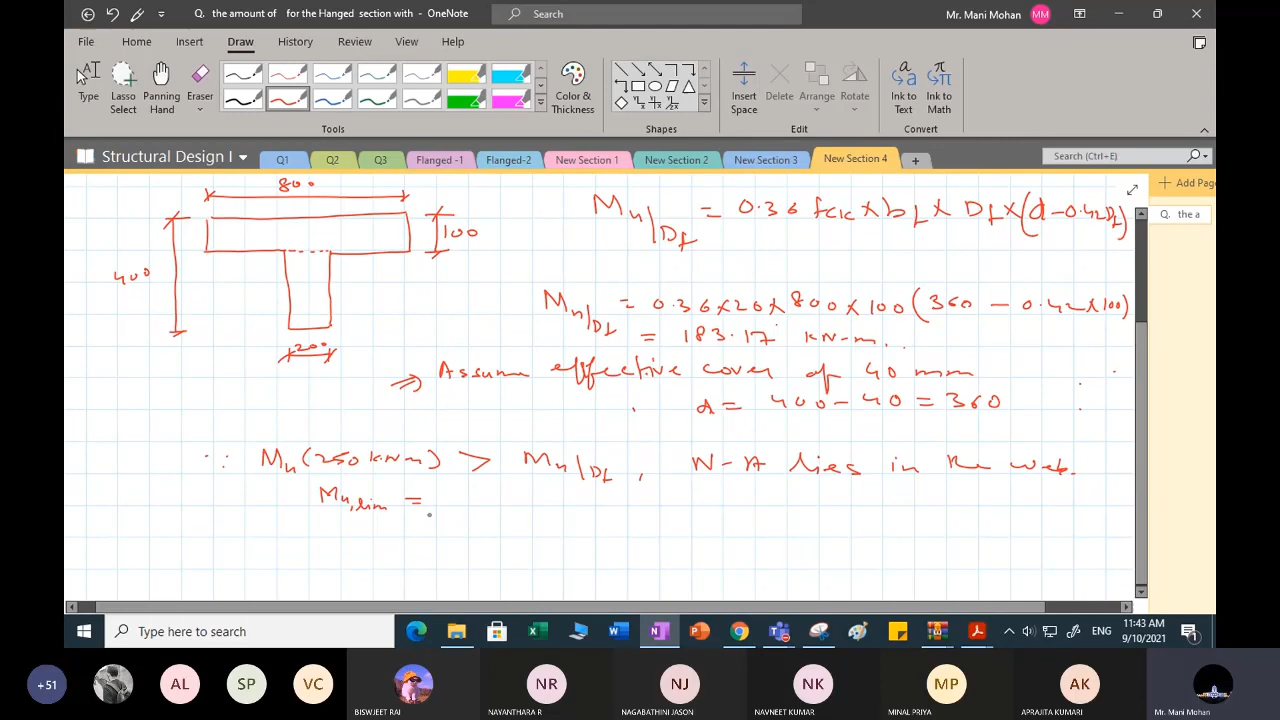 Q. the amount of for the Hanged section with - OneNote
Search
Mr. Mani Mohan
MM
File Home Insert Draw History Review View Help
Type
Lasso Select
Panning Hand
Eraser
Color & Thickness
Insert Space
Delete
Arrange
Rotate
Ink to Text
Ink to Math
Tools Shapes Edit Convert
Structural Design I Q1 Q2 Q3 Flanged -1 Flanged-2 New Section 1 New Section 2 New Section 3 New Section 4 + Search (Ctrl+E)
Add Page
Q. the a
800
100
400
200
Mu/Df = 0.36 fck × bf × Df × (d - 0.42 Df)
Mu/Df = 0.36 × 20 × 800 × 100 (360 - 0.42 × 100)
= 183.17 kN-m.
⇒ Assume effective cover of 40 mm
d = 400 - 40 = 360
∵ Mu (250 kNm) > Mu/Df, N-A lies in the web.
Mu,lim =
Type here to search
ENG
11:43 AM
9/10/2021
1
+51 AL SP VC NR NJ NK MP AK
BISWJEET RAI NAYANTHARA R NAGABATHINI JASON NAVNEET KUMAR MINAL PRIYA APRAJITA KUMARI Mr. Mani Mohan